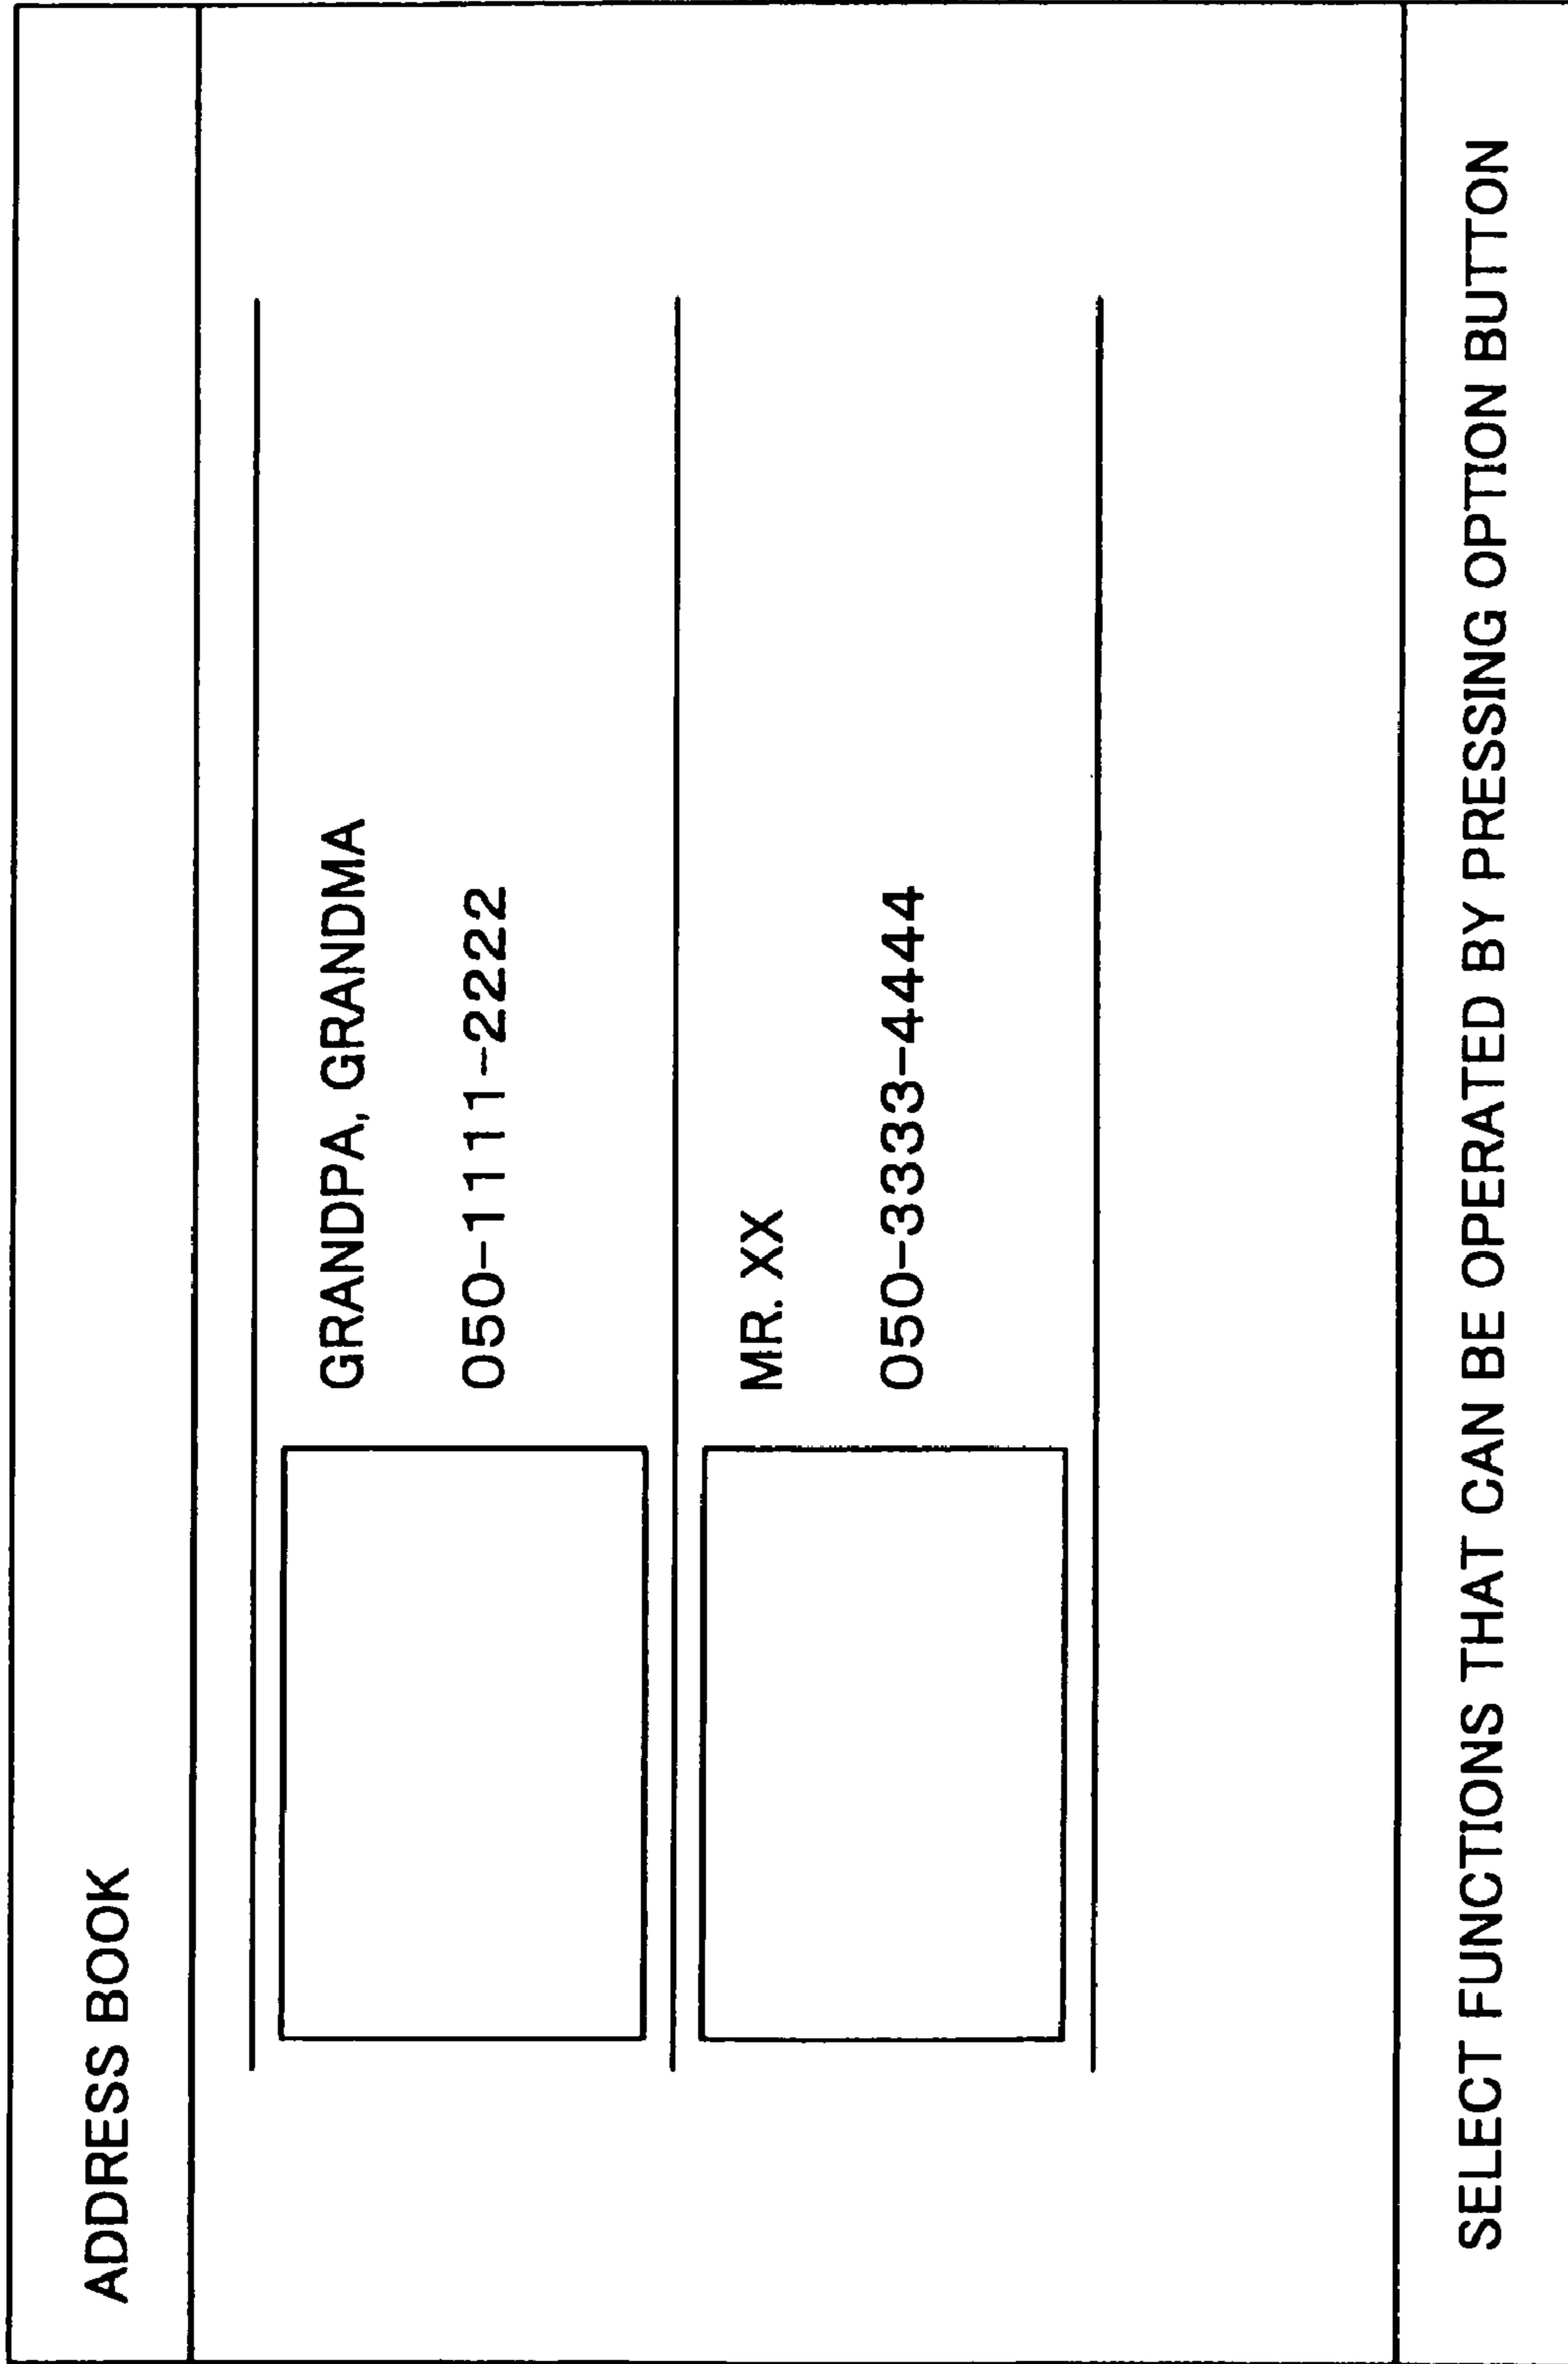 ADDRESS BOOK
GRANDPA, GRANDMA
050-1111-2222
MR. XX
050-3333-4444
SELECT FUNCTIONS THAT CAN BE OPERATED BY PRESSING OPTION BUTTON